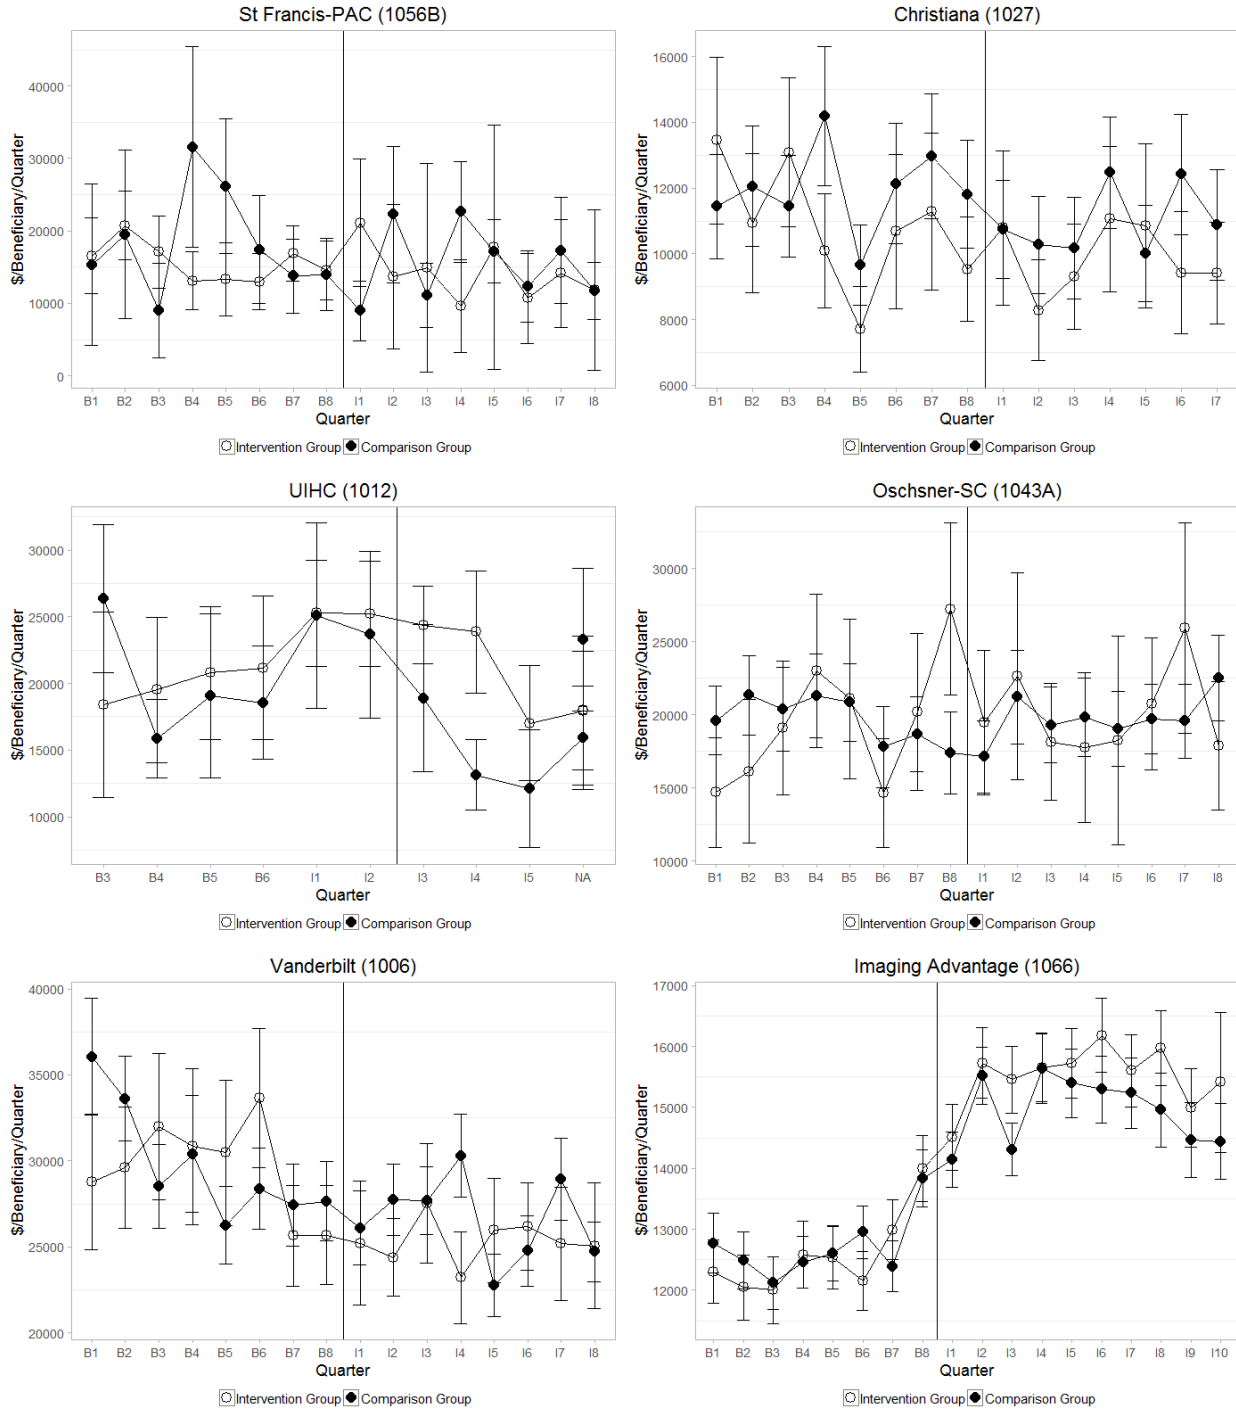 St Francis-PAC (1056B)
$/Beneficiary/Quarter
40000
30000
20000
10000
0
B1 B2 B3 B4 B5 B6 B7 B8 I1 I2 I3 I4 I5 I6 I7 I8
Quarter
Intervention Group Comparison Group
Christiana (1027)
$/Beneficiary/Quarter
16000
14000
12000
10000
8000
6000
B1 B2 B3 B4 B5 B6 B7 B8 I1 I2 I3 I4 I5 I6 I7
Quarter
Intervention Group Comparison Group
UIHC (1012)
$/Beneficiary/Quarter
30000
25000
20000
15000
10000
B3 B4 B5 B6 I1 I2 I3 I4 I5 NA
Quarter
Intervention Group Comparison Group
Oschsner-SC (1043A)
$/Beneficiary/Quarter
30000
25000
20000
15000
10000
B1 B2 B3 B4 B5 B6 B7 B8 I1 I2 I3 I4 I5 I6 I7 I8
Quarter
Intervention Group Comparison Group
Vanderbilt (1006)
$/Beneficiary/Quarter
40000
35000
30000
25000
20000
B1 B2 B3 B4 B5 B6 B7 B8 I1 I2 I3 I4 I5 I6 I7 I8
Quarter
Intervention Group Comparison Group
Imaging Advantage (1066)
$/Beneficiary/Quarter
17000
16000
15000
14000
13000
12000
B1 B2 B3 B4 B5 B6 B7 B8 I1 I2 I3 I4 I5 I6 I7 I8 I9 I10
Quarter
Intervention Group Comparison Group